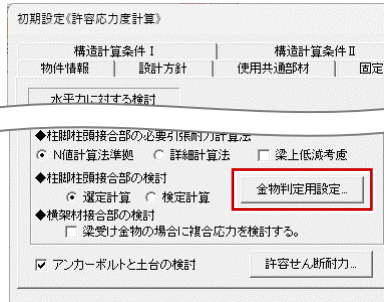 初期設定《許容応力度計算》
構造計算条件Ⅰ 構造計算条件Ⅱ
物件情報 設計方針 使用共通部材 固定
水平力に対する検討
◆柱脚柱頭接合部の必要引張耐力計算法
N値計算法準拠 詳細計算法 梁上低減考慮
◆柱脚柱頭接合部の検討
選定計算 検定計算 金物判定用設定...
◆横架材接合部の検討
梁受け金物の場合に複合応力を検討する。
アンカーボルトと土台の検討 許容せん断耐力...